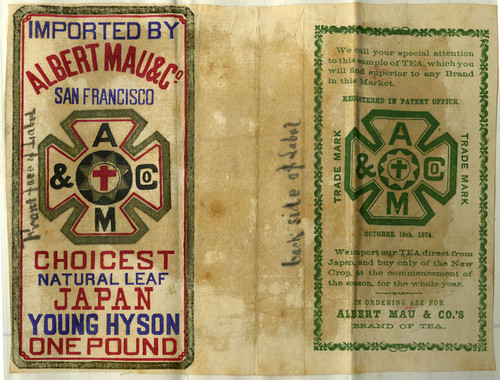 IMPORTED BY
ALBERT MAU & Co
SAN FRANCISCO
A
& Co
M
CHOICEST
NATURAL LEAF
JAPAN
YOUNG HYSON
ONE POUND
Front face of Label
back side of Label
We call your special attention
to this sample of TEA, which you
will find superior to any Brand
in this Market.
REGISTERED IN PATENT OFFICE,
TRADE MARK
A
& Co
M
TRADE MARK
OCTOBER 18th, 1874.
We import our TEA direct from
Japan, and buy only of the New
Crop, at the commencement of
the season, for the whole year.
IN ORDERING ASK FOR
ALBERT MAU & CO.'S
BRAND OF TEA.